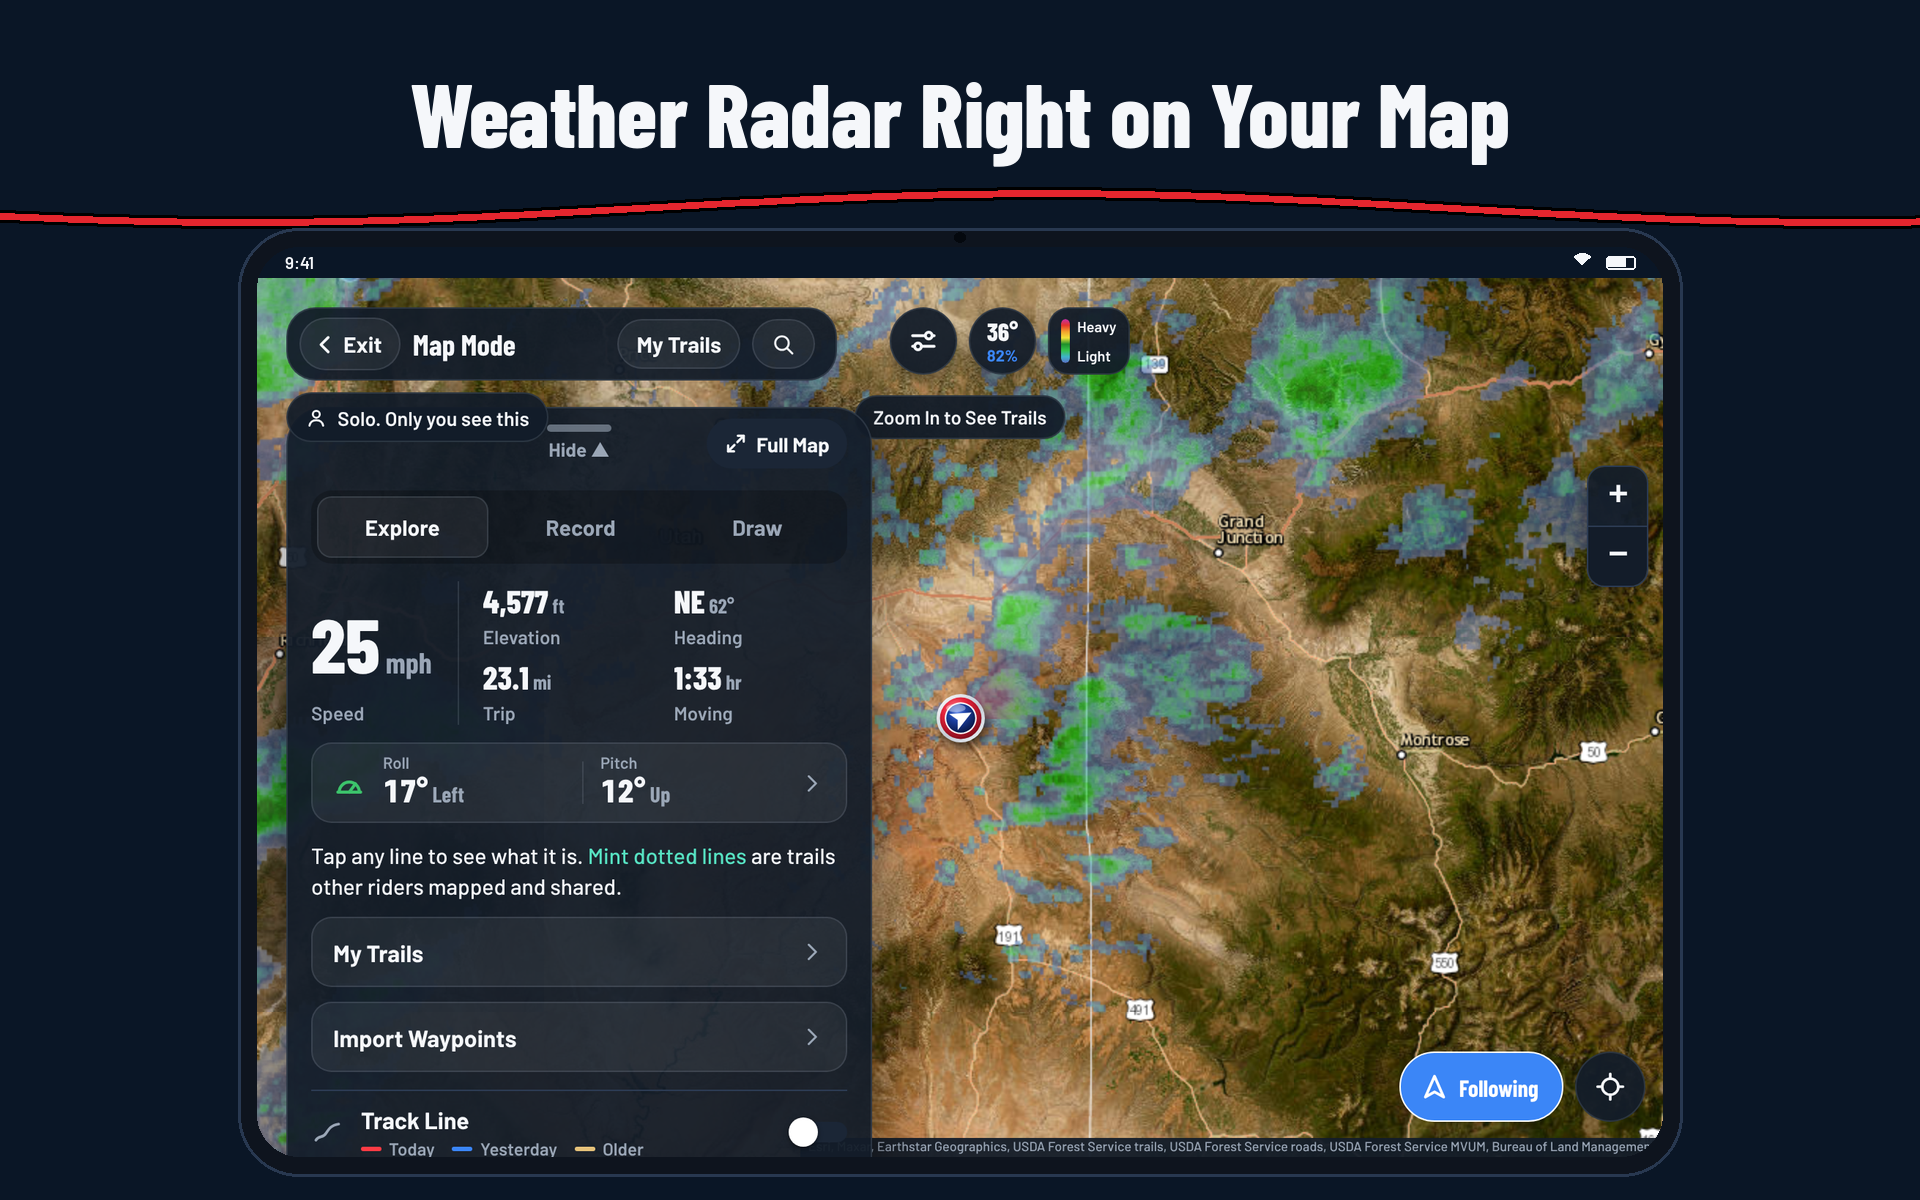 Weather Radar Right on Your Map
9:41
Exit
Map Mode
My Trails
36°
82%
Heavy
Light
139
Solo. Only you see this
Hide
Full Map
Zoom In to See Trails
Explore
Record
Draw
Grand
Junction
25 mph
Speed
4,577 ft
Elevation
NE 62°
Heading
23.1 mi
Trip
1:33 hr
Moving
Roll
17° Left
Pitch
12° Up
Montrose
50
Tap any line to see what it is. Mint dotted lines are trails
other riders mapped and shared.
My Trails
191
550
Import Waypoints
491
Following
Track Line
Today
Yesterday
Older
, Earthstar Geographics, USDA Forest Service trails, USDA Forest Service roads, USDA Forest Service MVUM, Bureau of Land Managemen